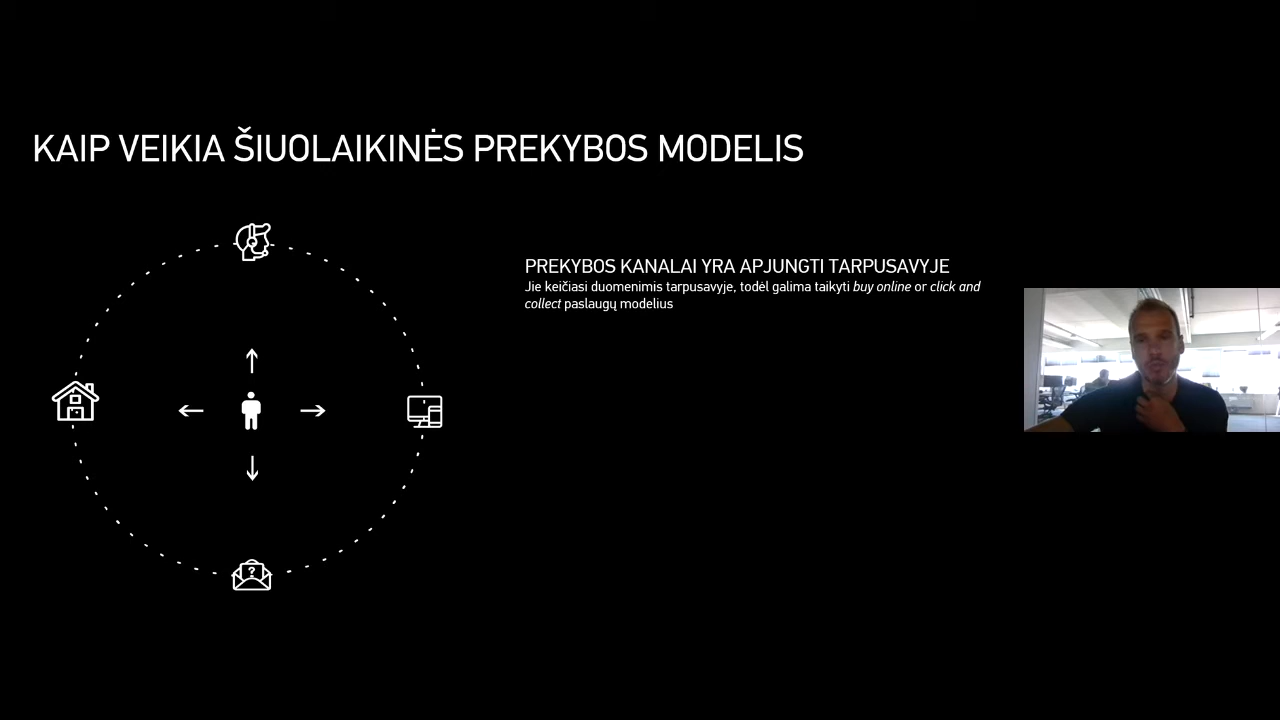 KAIP VEIKIA ŠIUOLAIKINĖS PREKYBOS MODELIS
PREKYBOS KANALAI YRA APJUNGTI TARPUSAVYJE
Jie keičiasi duomenimis tarpusavyje, todėl galima taikyti buy online or click and
collect paslaugų modelius
?